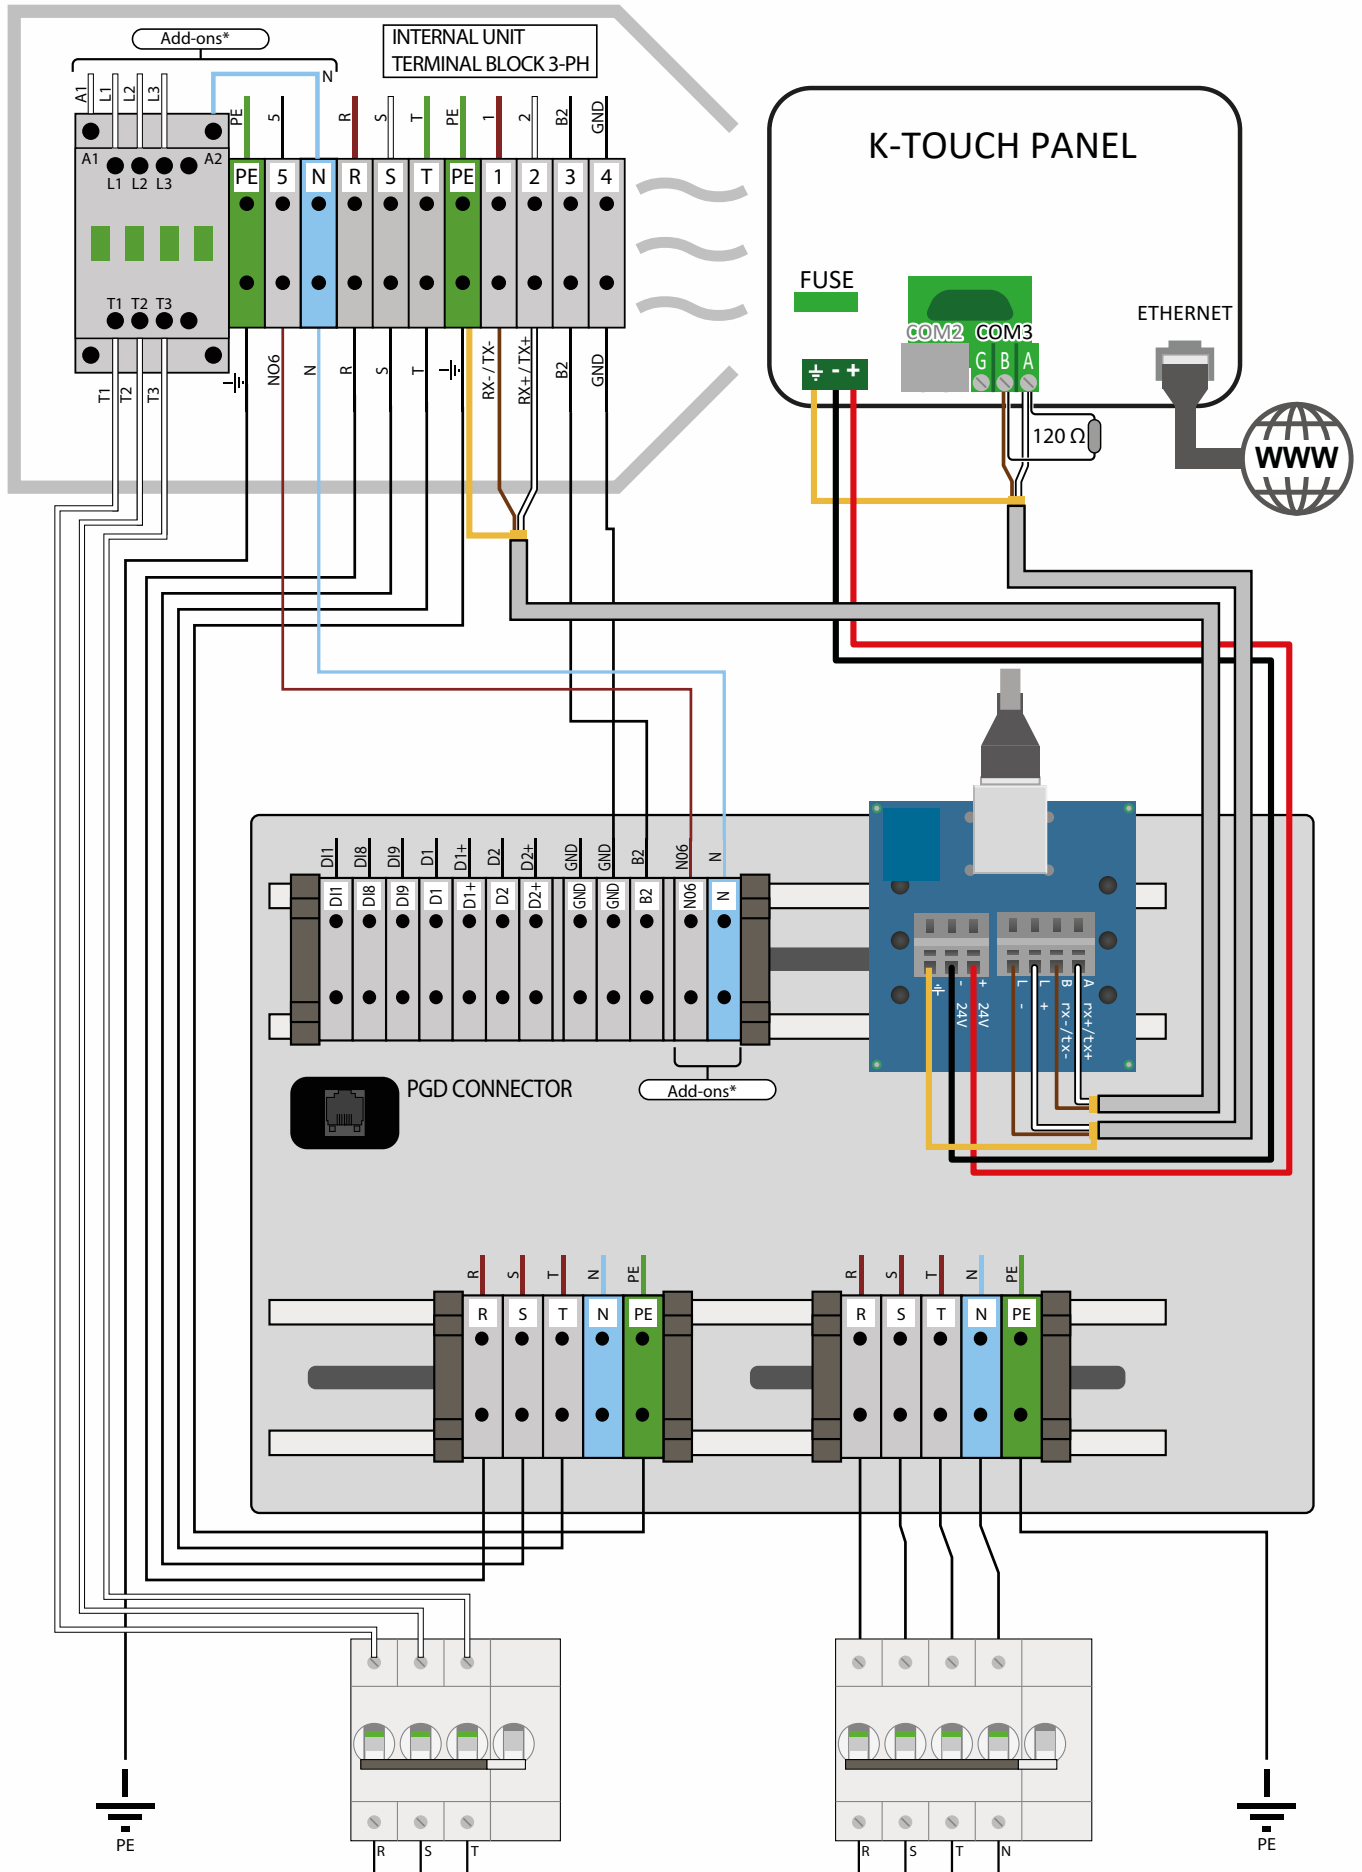 Add-ons*
INTERNAL UNIT
TERMINAL BLOCK 3-PH
A1 L1 L2 L3 N
PE 5 R S T PE 1 2 B2 GND
A1 L1 L2 L3 A2
PE 5 N R S T PE 1 2 3 4
T1 T2 T3
T1 T2 T3
NO6 N R S T RX-/TX- RX+/TX+ B2 GND
K-TOUCH PANEL
FUSE
COM2 COM3
ETHERNET
G B A
- +
120 Ω
WWW
DI1 DI8 DI9 D1 D1+ D2 D2+ GND GND B2 N06 N
DI1 DI8 DI9 D1 D1+ D2 D2+ GND GND B2 N06 N
- 24V
+ 24V
L -
L +
B rx-/tx-
A rx+/tx+
PGD CONNECTOR
Add-ons*
R S T N PE
R S T N PE
R S T N PE
R S T N PE
PE
R S T
R S T N
PE